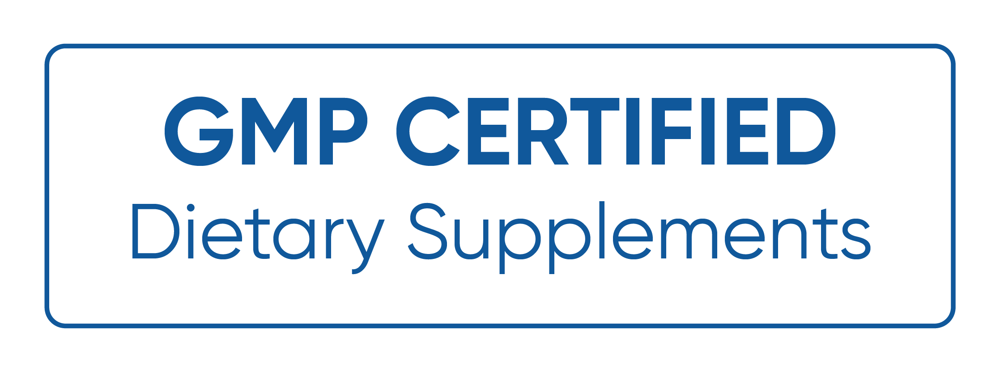 GMP CERTIFIED
Dietary Supplements